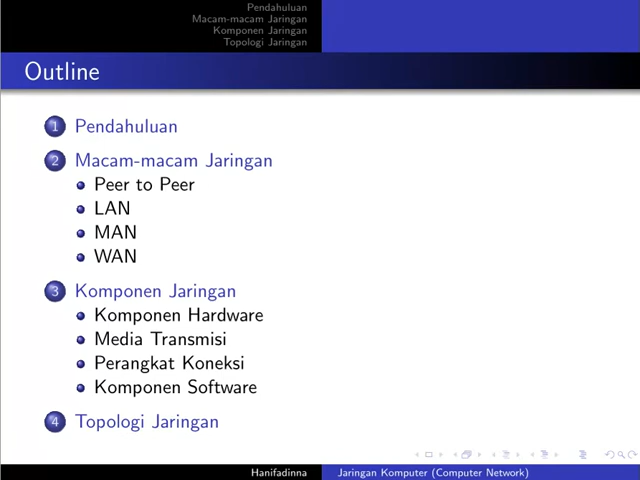 Pendahuluan
Macam-macam Jaringan
Komponen Jaringan
Topologi Jaringan
Outline
1 Pendahuluan
2 Macam-macam Jaringan
Peer to Peer
LAN
MAN
WAN
3 Komponen Jaringan
Komponen Hardware
Media Transmisi
Perangkat Koneksi
Komponen Software
4 Topologi Jaringan
Hanifadinna Jaringan Komputer (Computer Network)